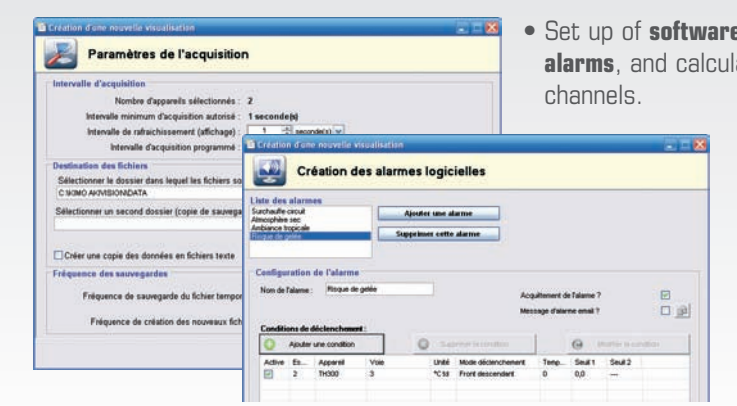 Création d'une nouvelle visualisation
Paramètres de l'acquisition
Intervalle d'acquisition
Nombre d'appareils sélectionnés : 2
Intervalle minimum d'acquisition autorisé : 1 seconde(s)
Intervalle de rafraichissement (affichage) : 1 seconde(s)
Intervalle d'acquisition programmé :
Destination des fichiers
Sélectionner le dossier dans lequel les fichiers so
Sélectionner un second dossier (copie de sauvega
Créer une copie des données en fichiers texte
Fréquence des sauvegardes
Fréquence de sauvegarde du fichier tempor
Fréquence de création des nouveaux fich
Création d'une nouvelle visualisation
Création des alarmes logicielles
Liste des alarmes
Surchauffe circuit
Atmosphère sec
Ambiance tropicale
Risque de gelée
Ajouter une alarme
Supprimer cette alarme
Configuration de l'alarme
Nom de l'alarme : Risque de gelée
Acquittement de l'alarme ?
Message d'alarme email ?
Conditions de déclenchement :
Ajouter une condition
Supprimer la condition
Modifier la condition
Active Es... Appareil Voie Unité Mode déclenchement Temp... Seuil 1 Seuil 2
2 TH300 3 Front descendant 0 0,0 ---
• Set up of software
alarms, and calcula
channels.